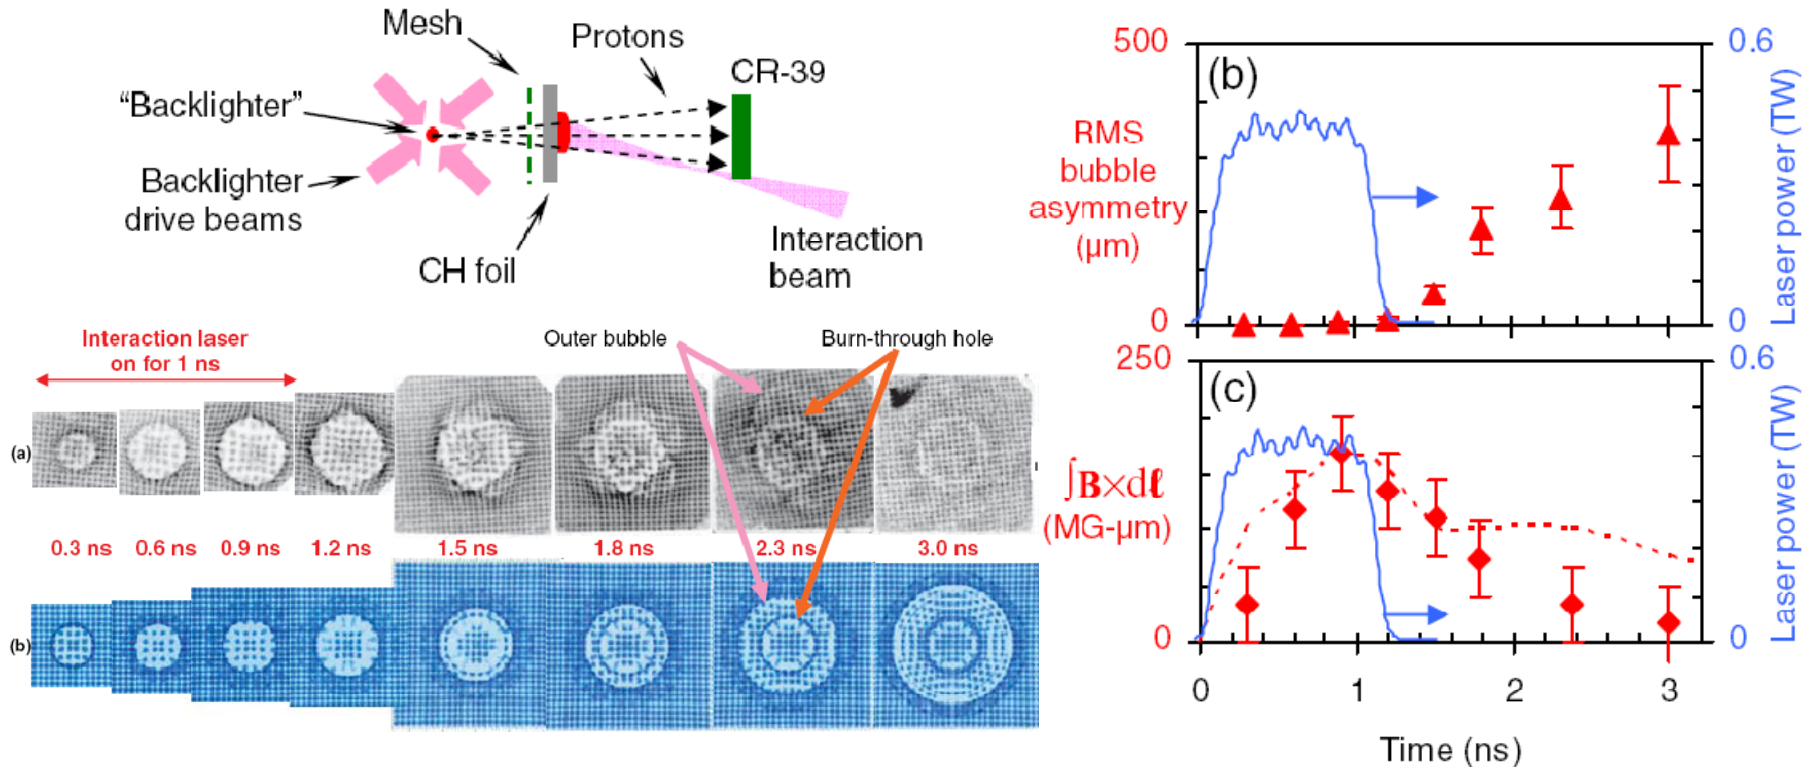 Mesh
Protons
CR-39
“Backlighter”
Backlighter
drive beams
CH foil
Interaction
beam
Interaction laser
on for 1 ns
Outer bubble
Burn-through hole
(a)
0.3 ns 0.6 ns 0.9 ns 1.2 ns 1.5 ns 1.8 ns 2.3 ns 3.0 ns
(b)
500
(b)
0.6
RMS
bubble
asymmetry
(μm)
Laser power (TW)
0
0
250
(c)
0.6
∫B×dℓ
(MG-μm)
Laser power (TW)
0
0
0 1 2 3
Time (ns)